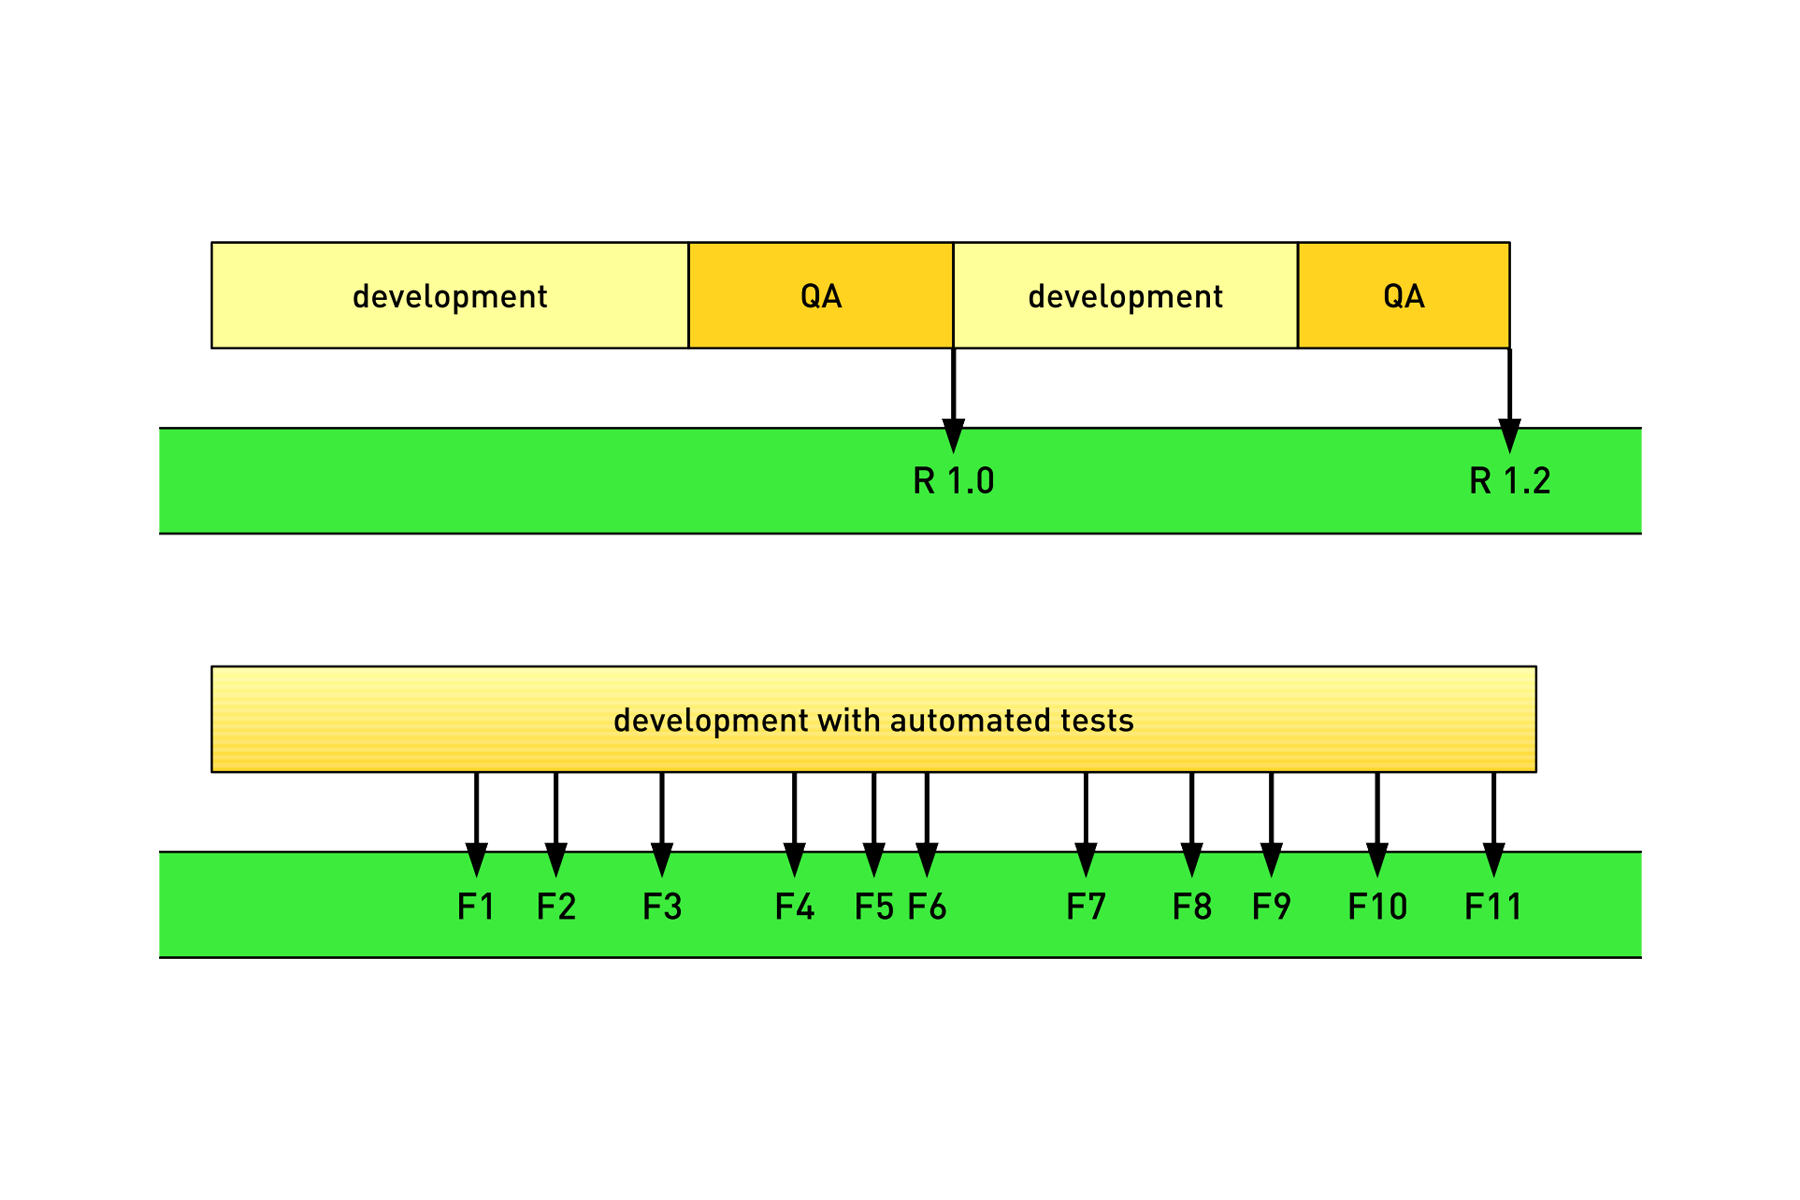 development QA development QA
R 1.0 R 1.2
development with automated tests
F1 F2 F3 F4 F5 F6 F7 F8 F9 F10 F11